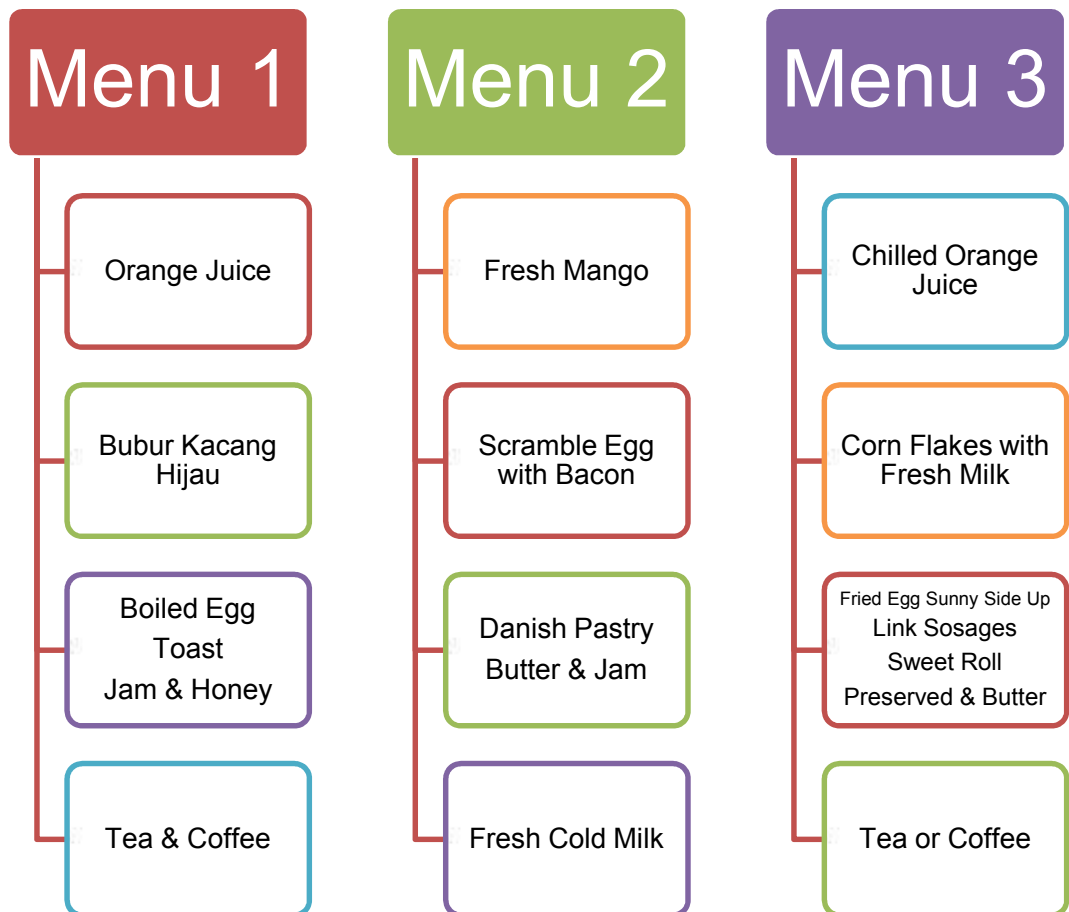 Menu 1
Orange Juice
Bubur Kacang
Hijau
Boiled Egg
Toast
Jam & Honey
Tea & Coffee
Menu 2
Fresh Mango
Scramble Egg
with Bacon
Danish Pastry
Butter & Jam
Fresh Cold Milk
Menu 3
Chilled Orange
Juice
Corn Flakes with
Fresh Milk
Fried Egg Sunny Side Up
Link Sosages
Sweet Roll
Preserved & Butter
Tea or Coffee